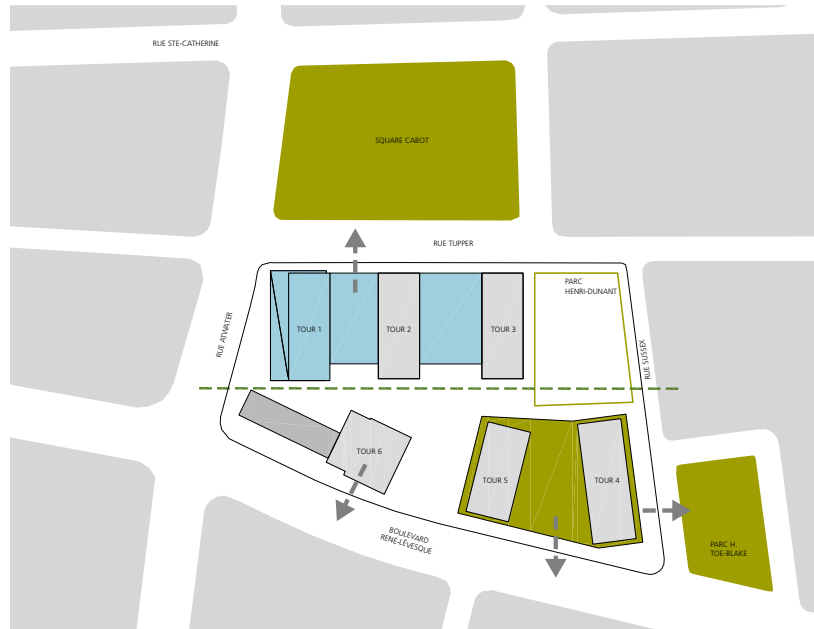 RUE STE-CATHERINE
SQUARE CABOT
RUE TUPPER
PARC
HENRI-DUNANT
RUE ATWATER
TOUR 1
TOUR 2
TOUR 3
RUE SUSSEX
TOUR 6
TOUR 5
TOUR 4
BOULEVARD
RENÉ-LÉVESQUE
PARC H.
TOE-BLAKE